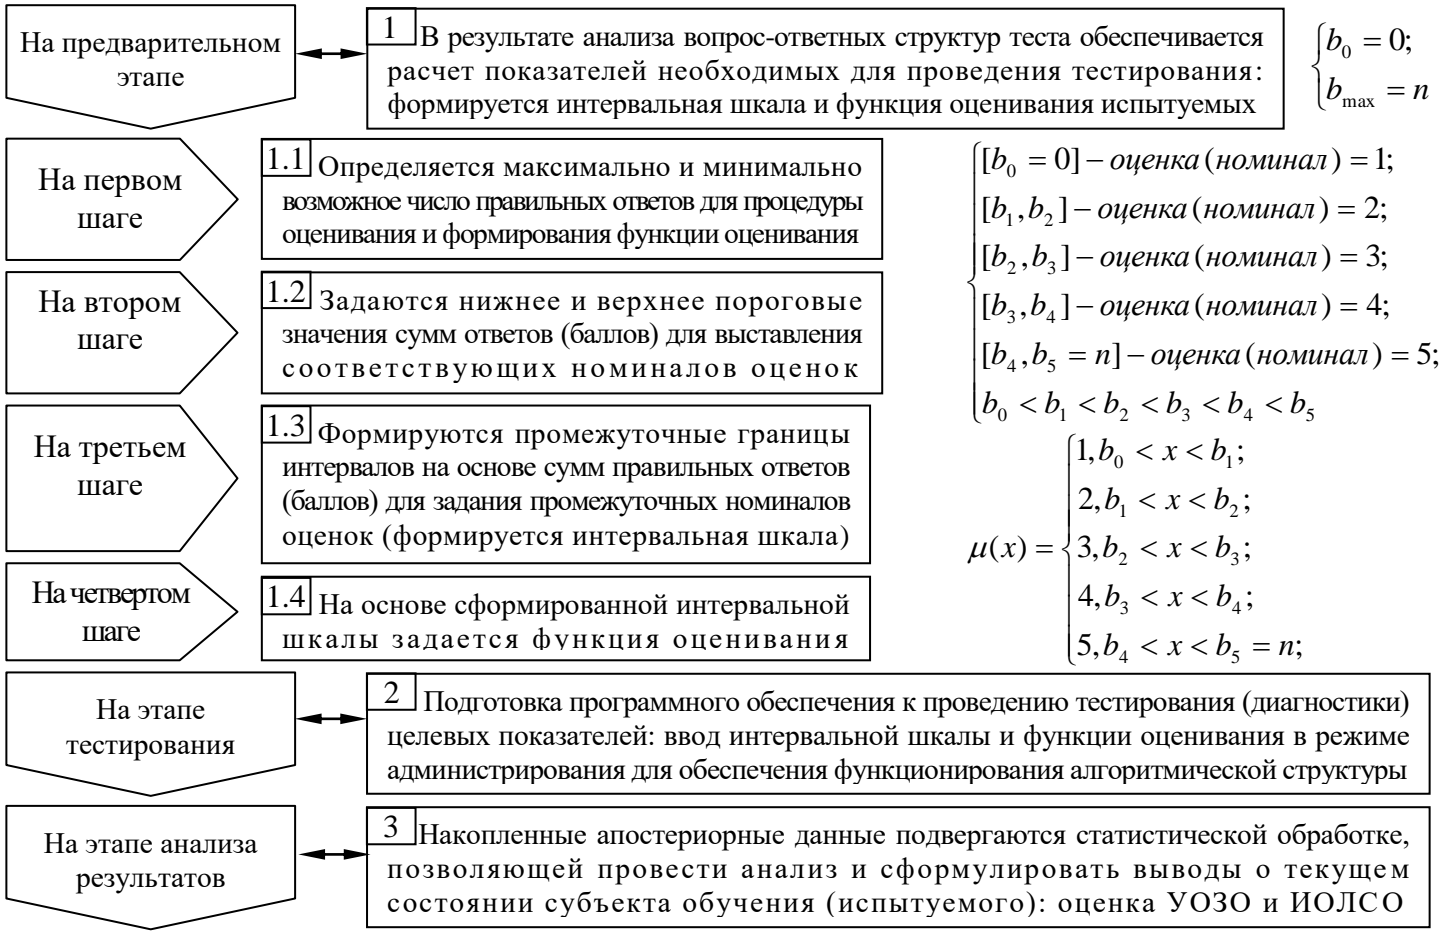 На предварительном
этапе
1 В результате анализа вопрос-ответных структур теста обеспечивается
расчет показателей необходимых для проведения тестирования:
формируется интервальная шкала и функция оценивания испытуемых
b₀ = 0;
b_max = n
На первом
шаге
1.1 Определяется максимально и минимально
возможное число правильных ответов для процедуры
оценивания и формирования функции оценивания
[b₀ = 0] – оценка (номинал) = 1;
[b₁, b₂] – оценка (номинал) = 2;
[b₂, b₃] – оценка (номинал) = 3;
[b₃, b₄] – оценка (номинал) = 4;
[b₄, b₅ = n] – оценка (номинал) = 5;
b₀ < b₁ < b₂ < b₃ < b₄ < b₅
На втором
шаге
1.2 Задаются нижнее и верхнее пороговые
значения сумм ответов (баллов) для выставления
соответствующих номиналов оценок
На третьем
шаге
1.3 Формируются промежуточные границы
интервалов на основе сумм правильных ответов
(баллов) для задания промежуточных номиналов
оценок (формируется интервальная шкала)
μ(x) =
1, b₀ < x < b₁;
2, b₁ < x < b₂;
3, b₂ < x < b₃;
4, b₃ < x < b₄;
5, b₄ < x < b₅ = n;
На четвертом
шаге
1.4 На основе сформированной интервальной
шкалы задается функция оценивания
На этапе
тестирования
2 Подготовка программного обеспечения к проведению тестирования (диагностики)
целевых показателей: ввод интервальной шкалы и функции оценивания в режиме
администрирования для обеспечения функционирования алгоритмической структуры
На этапе анализа
результатов
3 Накопленные апостериорные данные подвергаются статистической обработке,
позволяющей провести анализ и сформулировать выводы о текущем
состоянии субъекта обучения (испытуемого): оценка УОЗО и ИОЛСО